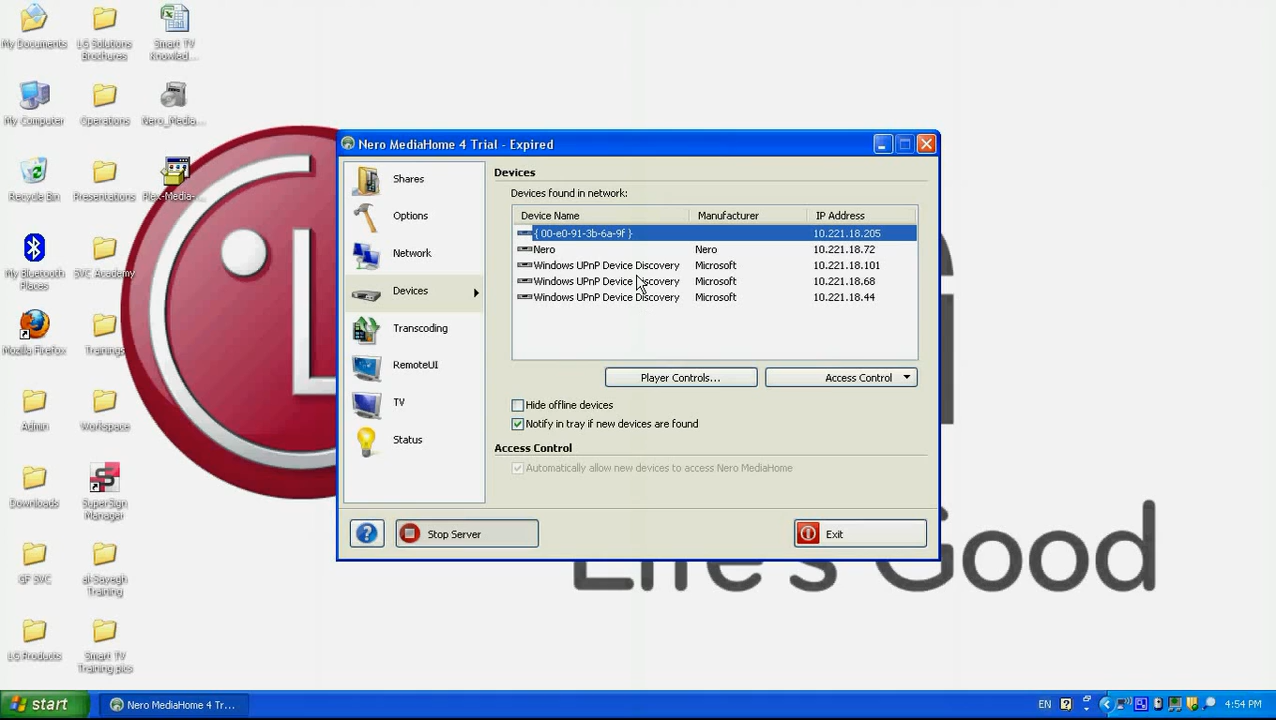 My Documents
LG Solutions
Brochures
Smart TV
Knowled...
My Computer
Operations
Nero_Media...
Recycle Bin
Presentations
Plex-Media-...
My Bluetooth
Places
SVC Academy
Mozilla Firefox
Trainings
Admin
Workspace
Downloads
SuperSign
Manager
GF SVC
al-Sayegh
Training
LG Products
Smart TV
Training pics
Nero MediaHome 4 Trial - Expired
Shares
Options
Network
Devices
Transcoding
RemoteUI
TV
Status
Devices
Devices found in network:
Device Name Manufacturer IP Address
{ 00-e0-91-3b-6a-9f } 10.221.18.205
Nero Nero 10.221.18.72
Windows UPnP Device Discovery Microsoft 10.221.18.101
Windows UPnP Device Discovery Microsoft 10.221.18.68
Windows UPnP Device Discovery Microsoft 10.221.18.44
Player Controls...
Access Control
Hide offline devices
Notify in tray if new devices are found
Access Control
Automatically allow new devices to access Nero MediaHome
Stop Server
Exit
Life's Good
start
Nero MediaHome 4 Tr...
EN
4:54 PM